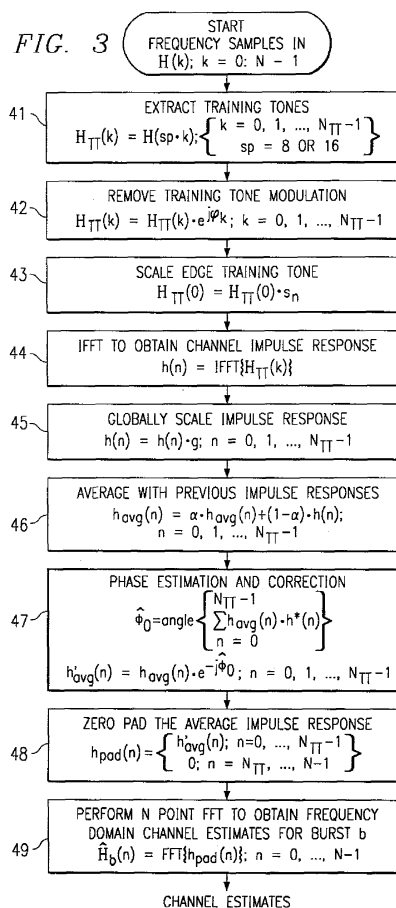 FIG. 3
START
FREQUENCY SAMPLES IN
H(k); k = 0: N − 1
41
EXTRACT TRAINING TONES
H_TT(k) = H(sp·k); { k = 0, 1, ..., N_TT−1
sp = 8 OR 16 }
42
REMOVE TRAINING TONE MODULATION
H_TT(k) = H_TT(k)·e^jφ_k; k = 0, 1, ..., N_TT−1
43
SCALE EDGE TRAINING TONE
H_TT(0) = H_TT(0)·s_n
44
IFFT TO OBTAIN CHANNEL IMPULSE RESPONSE
h(n) = IFFT{H_TT(k)}
45
GLOBALLY SCALE IMPULSE RESPONSE
h(n) = h(n)·g; n = 0, 1, ..., N_TT−1
46
AVERAGE WITH PREVIOUS IMPULSE RESPONSES
h_avg(n) = α·h_avg(n)+(1−α)·h(n);
n = 0, 1, ..., N_TT−1
47
PHASE ESTIMATION AND CORRECTION
N_TT−1
ϕ̂_0=angle { ∑h_avg(n)·h*(n) }
n = 0
h'_avg(n) = h_avg(n)·e^−jϕ̂_0; n = 0, 1, ..., N_TT−1
48
ZERO PAD THE AVERAGE IMPULSE RESPONSE
h_pad(n)= { h'_avg(n); n=0, ..., N_TT−1
0; n = N_TT, ..., N−1 }
49
PERFORM N POINT FFT TO OBTAIN FREQUENCY
DOMAIN CHANNEL ESTIMATES FOR BURST b
Ĥ_b(n) = FFT{h_pad(n)}; n = 0, ..., N−1
CHANNEL ESTIMATES